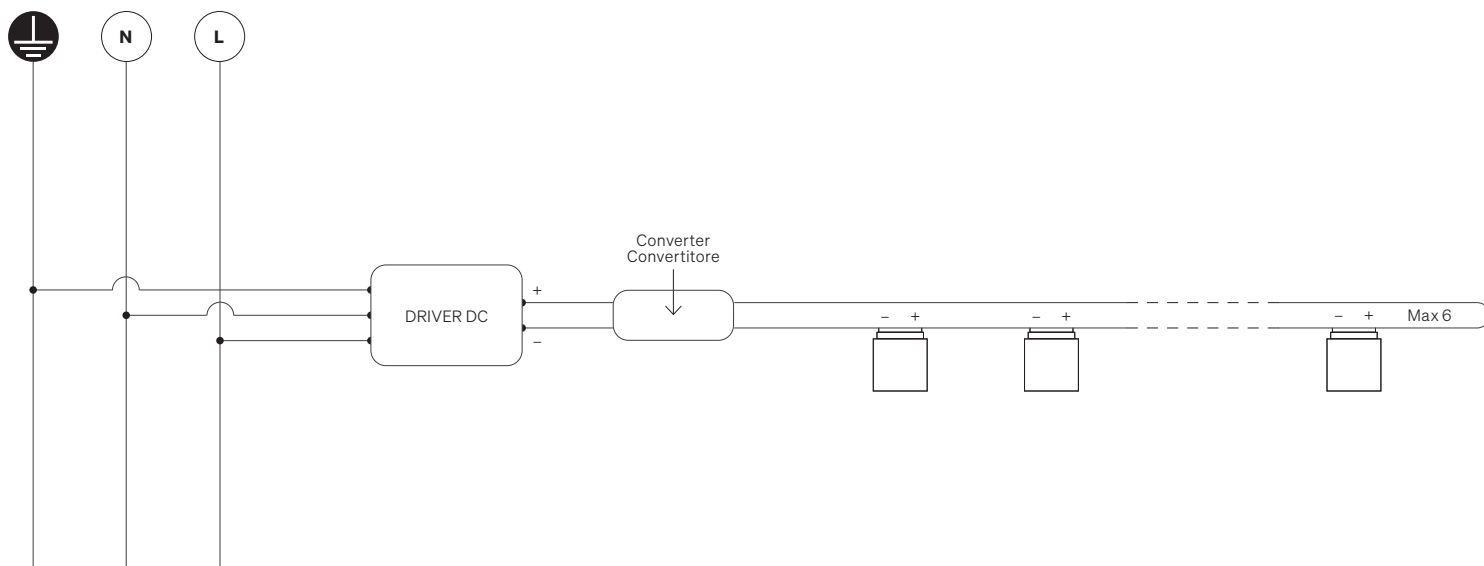 N
L
Converter
Convertitore
+
DRIVER DC
–
– +
– +
– +
Max 6